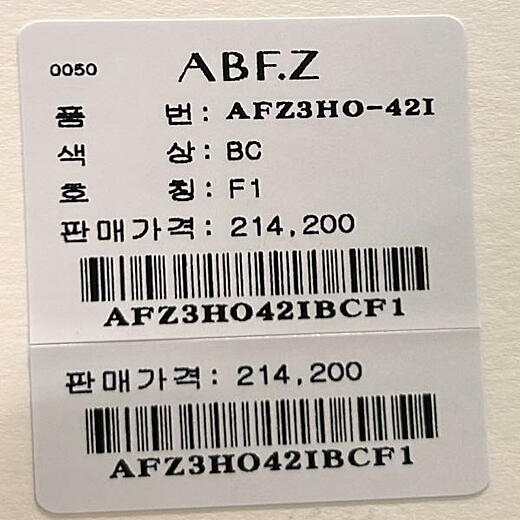 0050 ABF.Z
품 번 : AFZ3HO-42I
색 상 : BC
호 칭 : F1
판매가격 : 214,200
AFZ3HO42IBCF1
판매가격 : 214,200
AFZ3HO42IBCF1